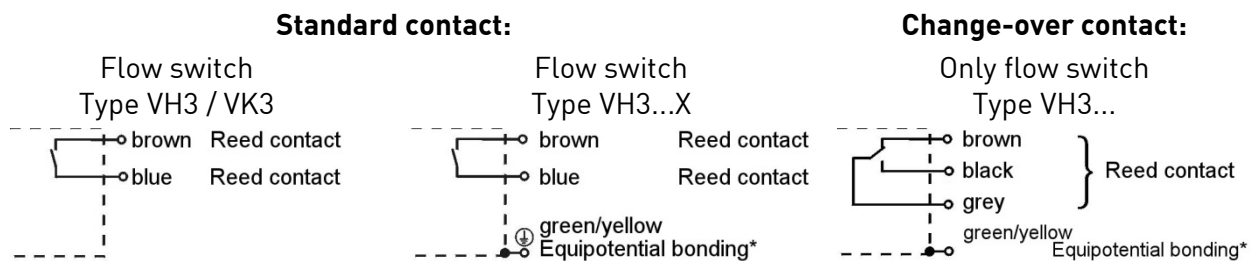 Standard contact:
Change-over contact:
Flow switch
Type VH3 / VK3
brown Reed contact
blue Reed contact
Flow switch
Type VH3...X
brown Reed contact
blue Reed contact
green/yellow
Equipotential bonding*
Only flow switch
Type VH3...
brown
black
grey
Reed contact
green/yellow
Equipotential bonding*